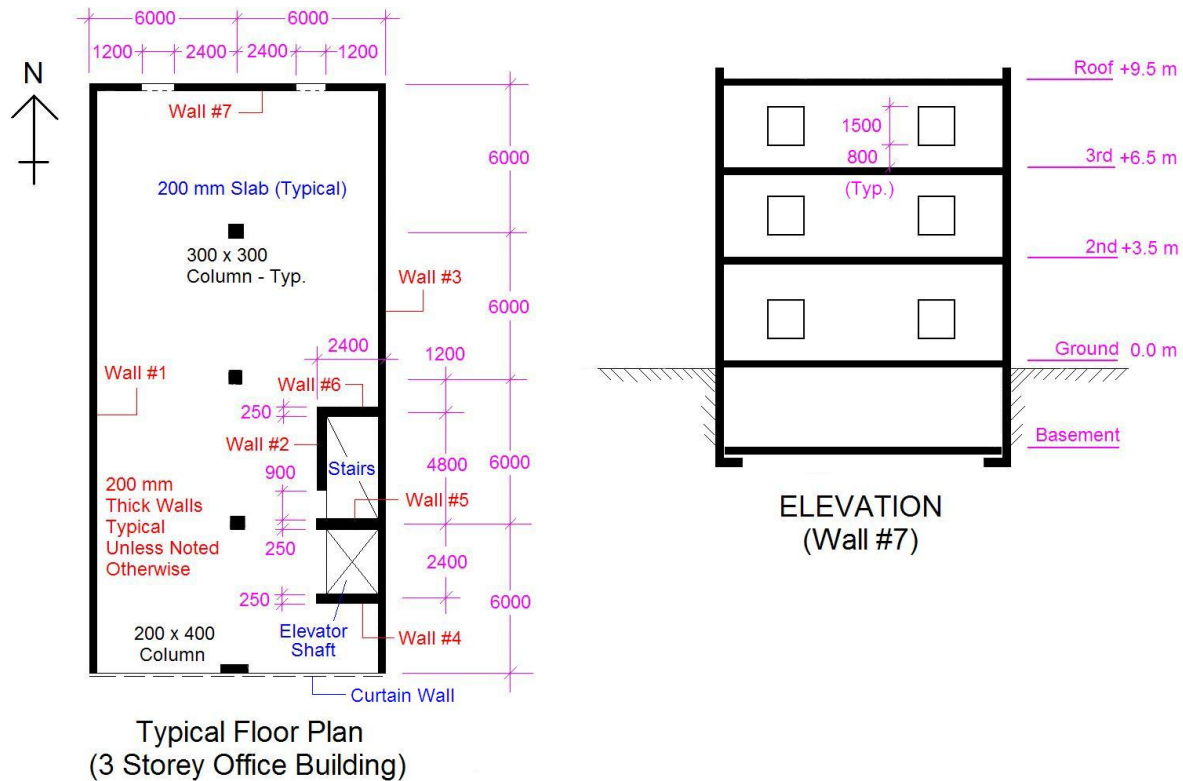 6000 6000
1200 2400 2400 1200
N
Wall #7
6000
200 mm Slab (Typical)
300 x 300
Column - Typ.
Wall #3
6000
2400 1200
Wall #1
Wall #6
250
Wall #2
900
Stairs
4800
6000
200 mm
Thick Walls
Typical
Unless Noted
Otherwise
Wall #5
250
2400
250
6000
200 x 400
Column
Elevator
Shaft
Wall #4
Curtain Wall
Typical Floor Plan
(3 Storey Office Building)
Roof +9.5 m
1500
800
(Typ.)
3rd +6.5 m
2nd +3.5 m
Ground 0.0 m
Basement
ELEVATION
(Wall #7)